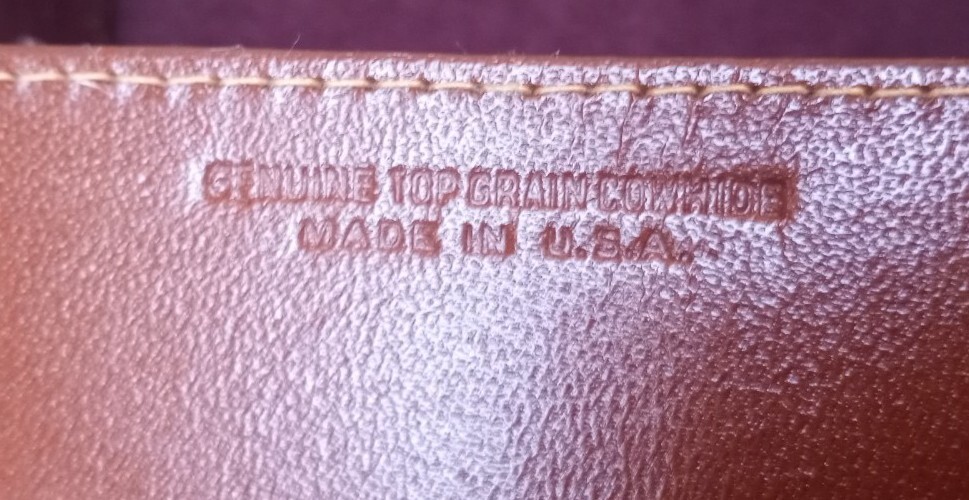 GENUINE TOP GRAIN COWHIDE
MADE IN U.S.A.